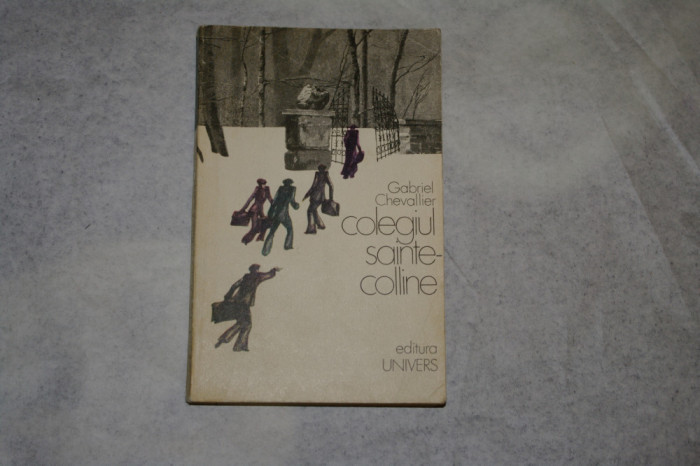 Gabriel
Chevallier
colegiul
sainte-
colline
editura
UNIVERS